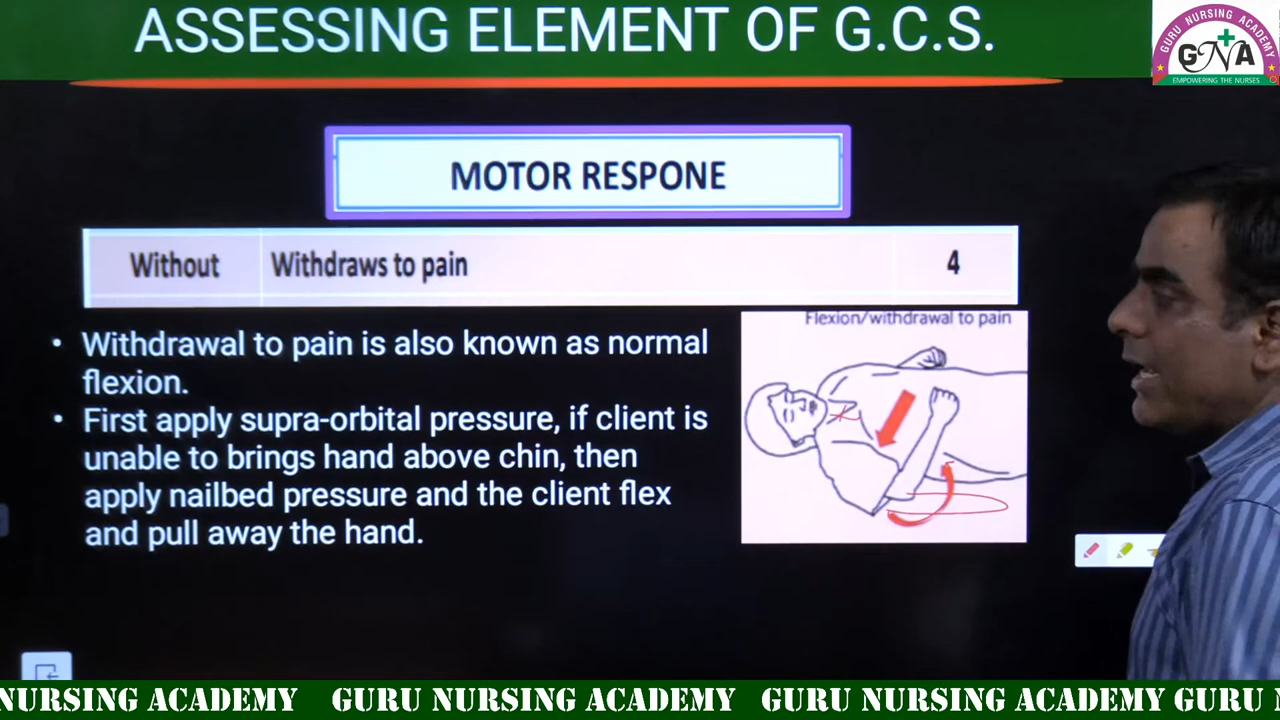 ASSESSING ELEMENT OF G.C.S.
GURU NURSING ACADEMY
GNA
EMPOWERING THE NURSES
MOTOR RESPONE
Without Withdraws to pain 4
Flexion/withdrawal to pain
• Withdrawal to pain is also known as normal
flexion.
• First apply supra-orbital pressure, if client is
unable to brings hand above chin, then
apply nailbed pressure and the client flex
and pull away the hand.
NURSING ACADEMY GURU NURSING ACADEMY GURU NURSING ACADEMY GURU